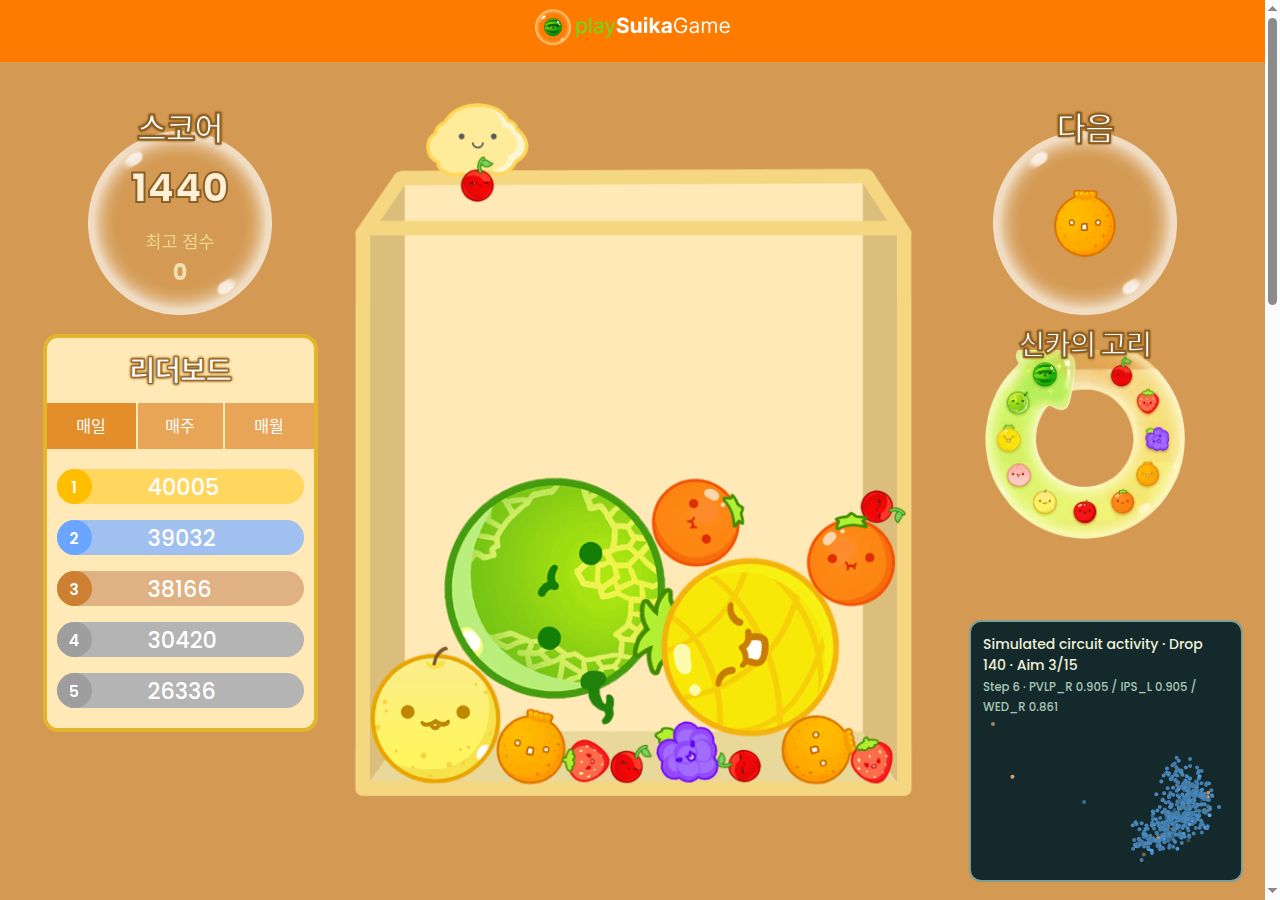 playSuikaGame
스코어
1440
최고 점수
0
다음
신카의 고리
리더보드
매일
매주
매월
1
40005
2
39032
3
38166
4
30420
5
26336
Simulated circuit activity · Drop
140 · Aim 3/15
Step 6 · PVLP_R 0.905 / IPS_L 0.905 /
WED_R 0.861